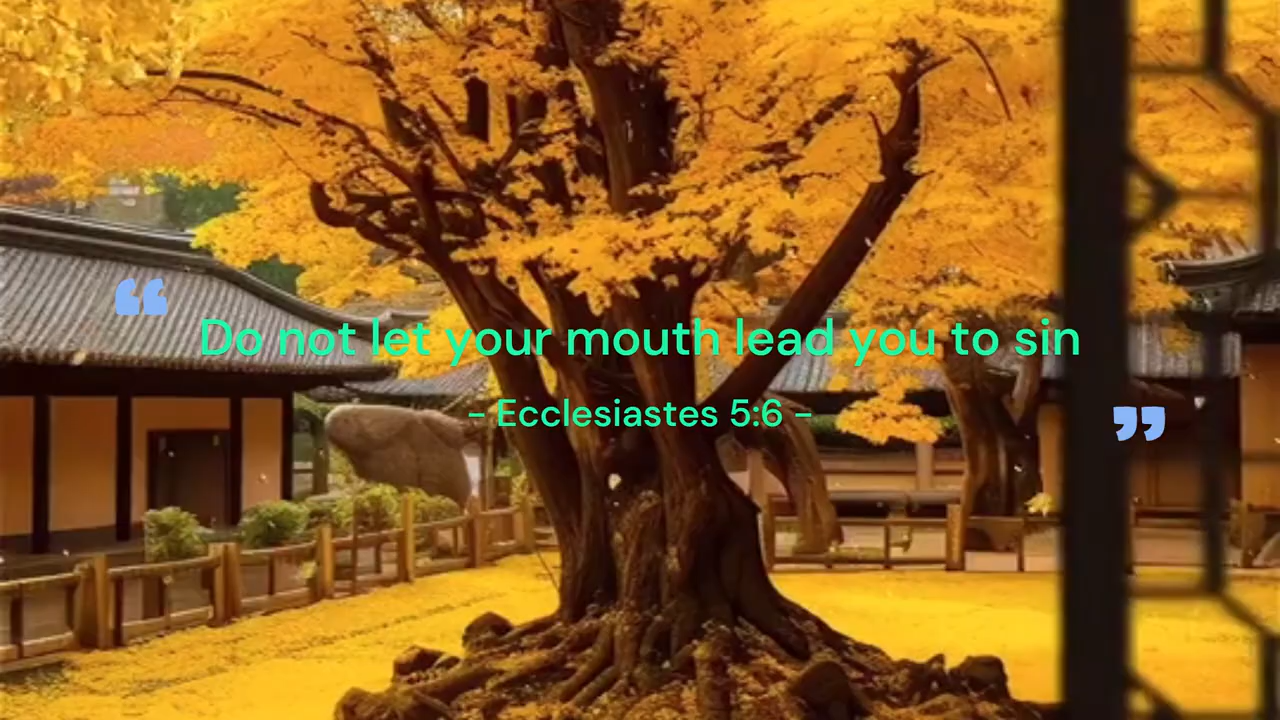 “ Do not let your mouth lead you to sin
- Ecclesiastes 5:6 - ”